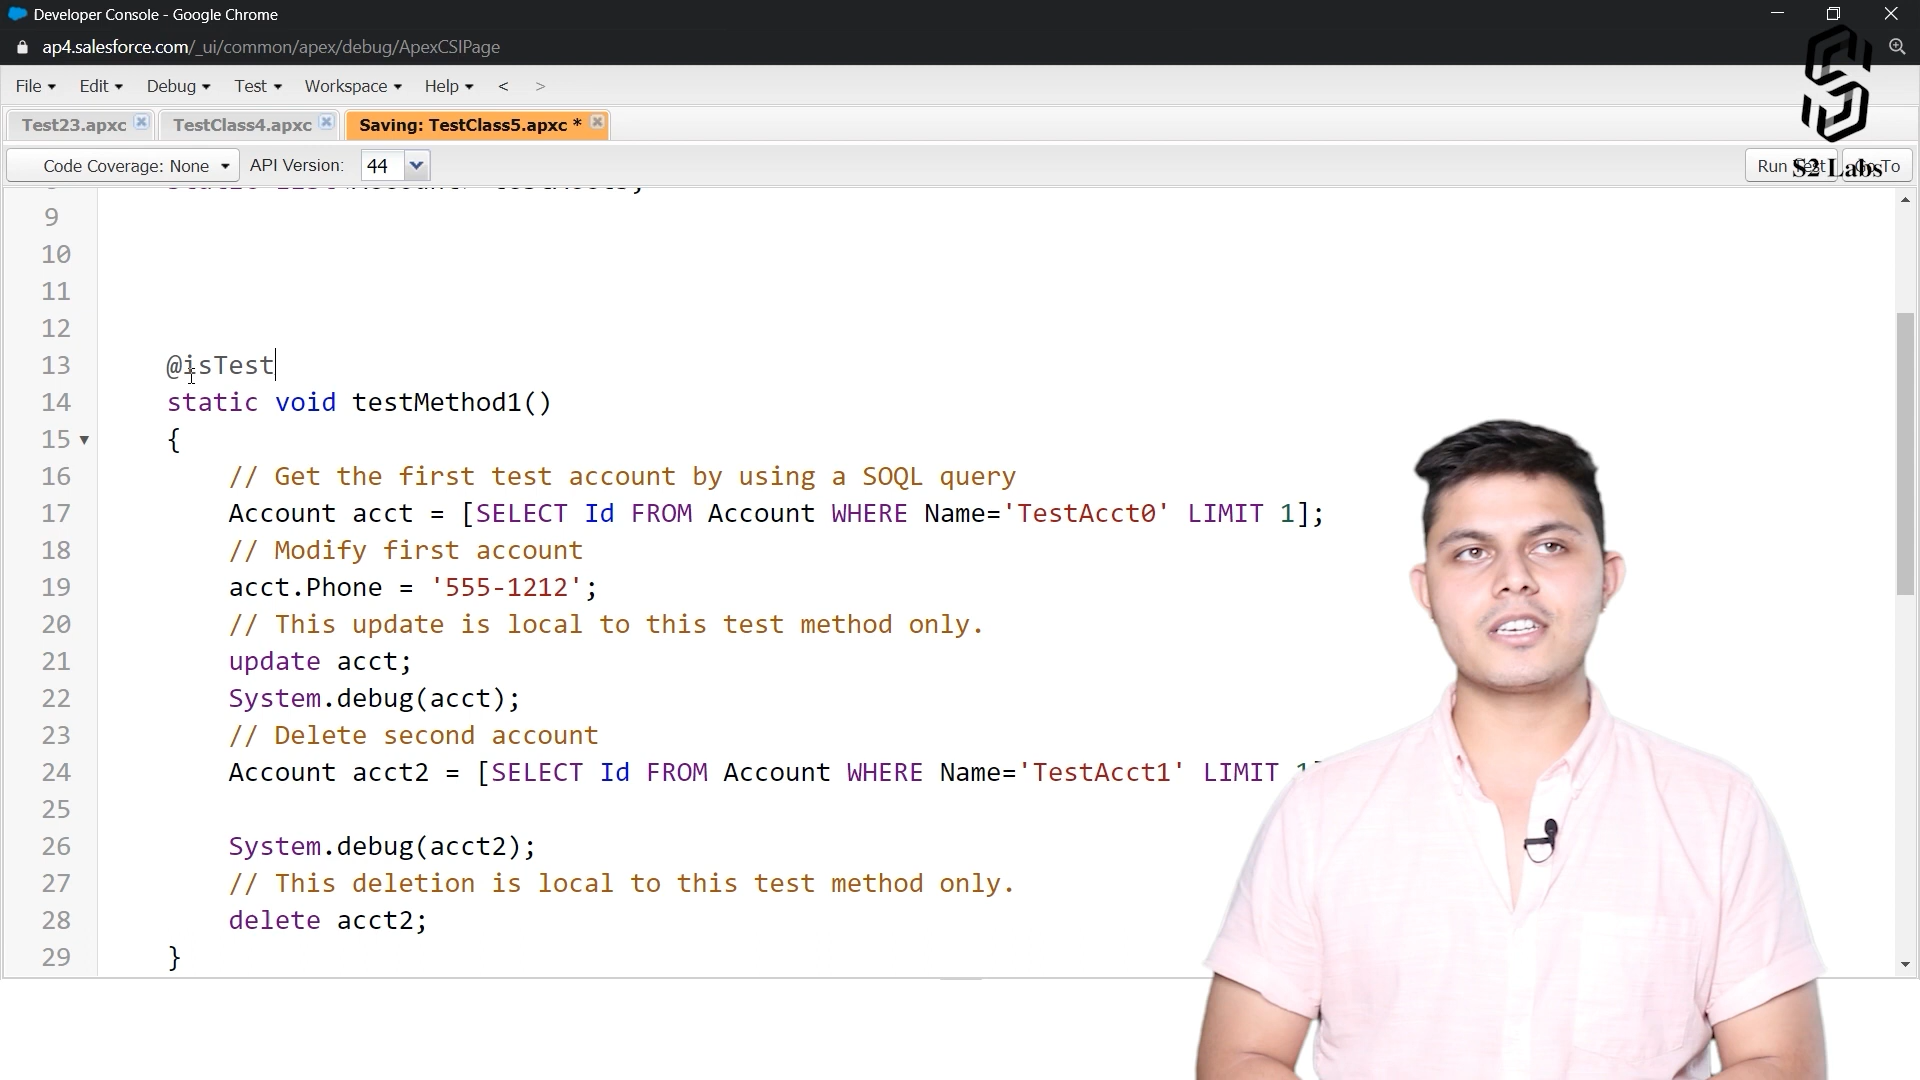 Developer Console - Google Chrome
ap4.salesforce.com/_ui/common/apex/debug/ApexCSIPage
File Edit Debug Test Workspace Help < >
Test23.apxc TestClass4.apxc Saving: TestClass5.apxc *
Code Coverage: None API Version: 44 Run Test Go To
S2 Labs
9
10
11
12
13 @isTest
14 static void testMethod1()
15 {
16 // Get the first test account by using a SOQL query
17 Account acct = [SELECT Id FROM Account WHERE Name='TestAcct0' LIMIT 1];
18 // Modify first account
19 acct.Phone = '555-1212';
20 // This update is local to this test method only.
21 update acct;
22 System.debug(acct);
23 // Delete second account
24 Account acct2 = [SELECT Id FROM Account WHERE Name='TestAcct1' LIMIT
25
26 System.debug(acct2);
27 // This deletion is local to this test method only.
28 delete acct2;
29 }